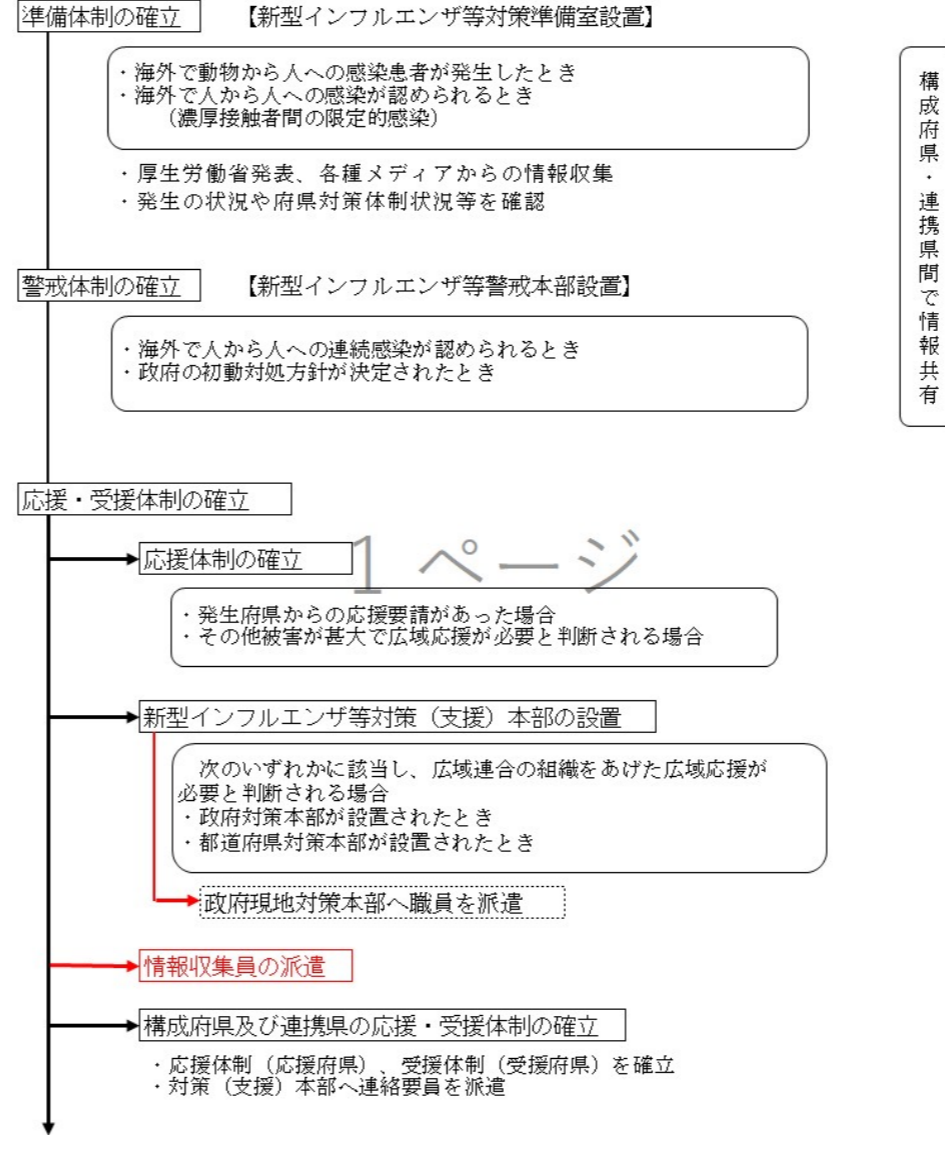 準備体制の確立　【新型インフルエンザ等対策準備室設置】
・海外で動物から人への感染患者が発生したとき
・海外で人から人への感染が認められるとき
（濃厚接触者間の限定的感染）
・厚生労働省発表、各種メディアからの情報収集
・発生の状況や府県対策体制状況等を確認
構成府県・連携県間で情報共有
警戒体制の確立　【新型インフルエンザ等警戒本部設置】
・海外で人から人への連続感染が認められるとき
・政府の初動対処方針が決定されたとき
応援・受援体制の確立
1 ページ
応援体制の確立
・発生府県からの応援要請があった場合
・その他被害が甚大で広域応援が必要と判断される場合
新型インフルエンザ等対策（支援）本部の設置
次のいずれかに該当し、広域連合の組織をあげた広域応援が
必要と判断される場合
・政府対策本部が設置されたとき
・都道府県対策本部が設置されたとき
政府現地対策本部へ職員を派遣
情報収集員の派遣
構成府県及び連携県の応援・受援体制の確立
・応援体制（応援府県）、受援体制（受援府県）を確立
・対策（支援）本部へ連絡要員を派遣